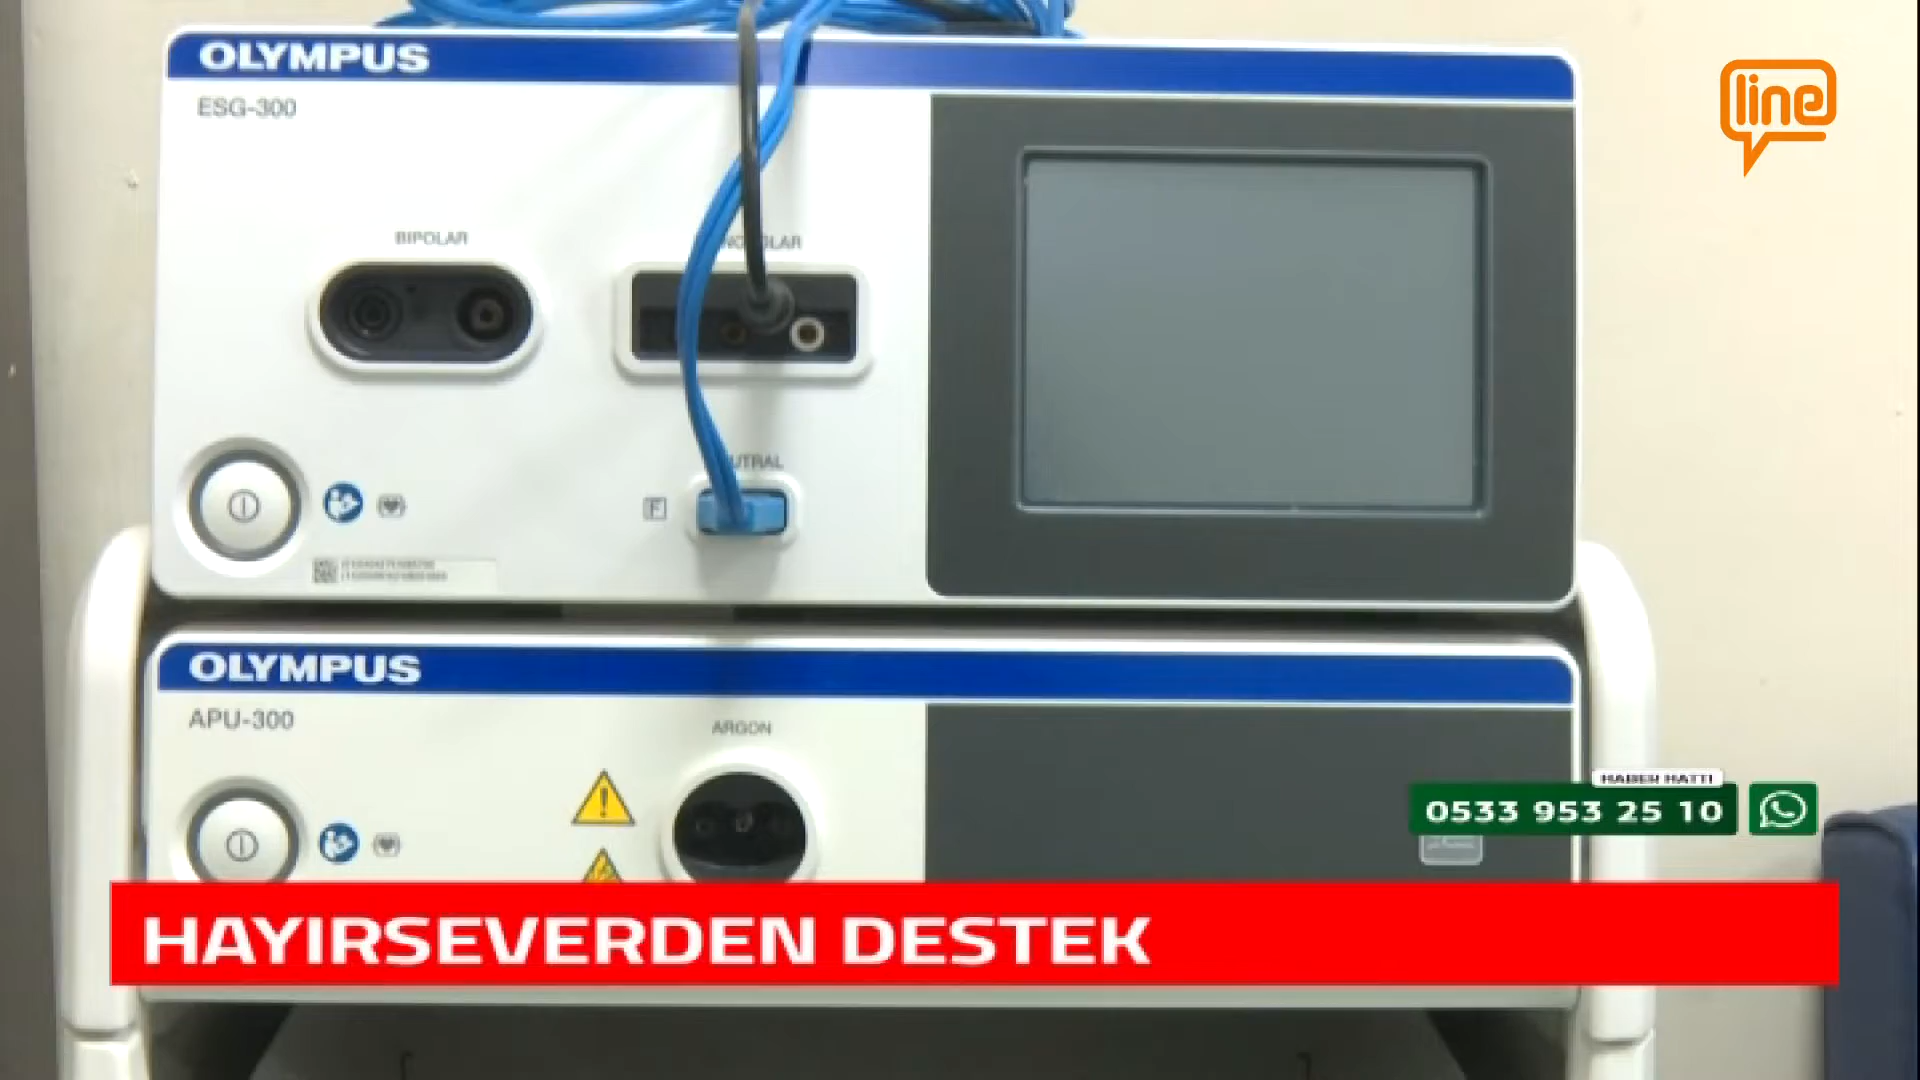 OLYMPUS
ESG-300
line
BIPOLAR
F
OLYMPUS
APU-300
ARGON
HABER HATTI
0533 953 25 10
HAYIRSEVERDEN DESTEK